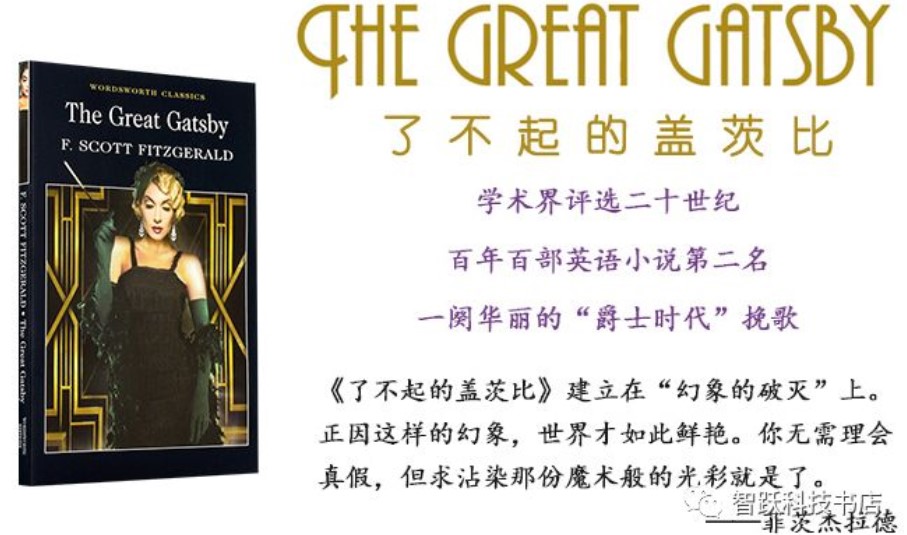 THE GREAT GATSBY
了不起的盖茨比
学术界评选二十世纪
百年百部英语小说第二名
一阕华丽的“爵士时代”挽歌
《了不起的盖茨比》建立在“幻象的破灭”上。
正因这样的幻象，世界才如此鲜艳。你无需理会
真假，但求沾染那份魔术般的光彩就是了。
——菲茨杰拉德
智跃科技书店
WORDSWORTH CLASSICS
The Great Gatsby
F. SCOTT FITZGERALD
F. SCOTT FITZGERALD • The Great Gatsby